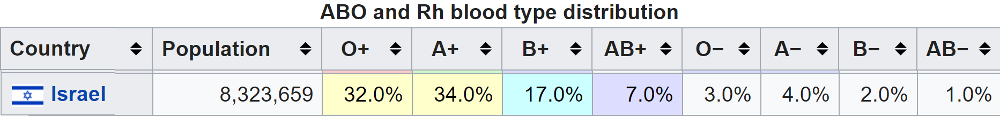 ABO and Rh blood type distribution
Country Population O+ A+ B+ AB+ O− A− B− AB−
Israel 8,323,659 32.0% 34.0% 17.0% 7.0% 3.0% 4.0% 2.0% 1.0%